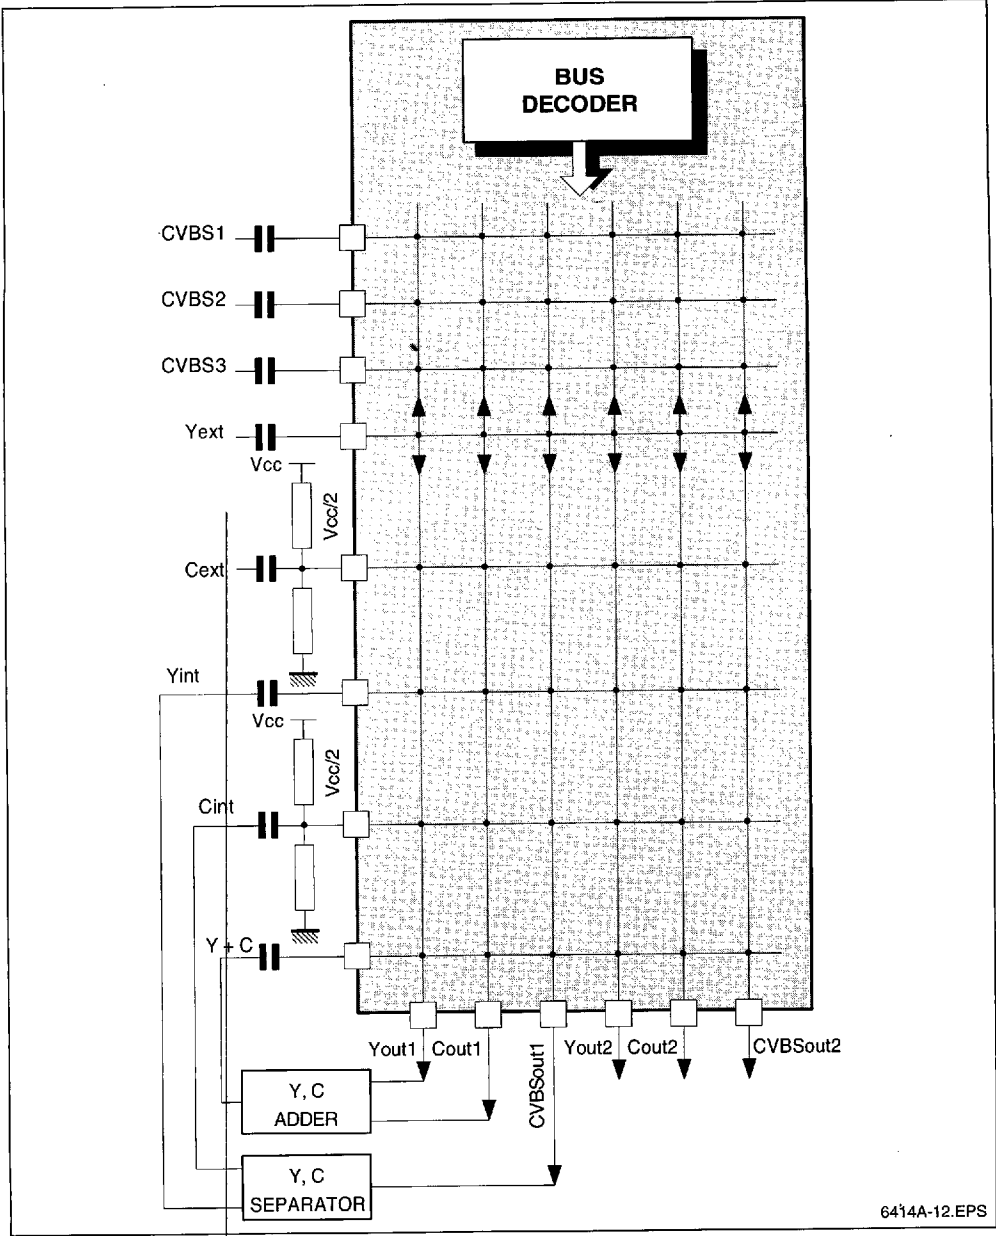 BUS
DECODER
CVBS1
CVBS2
CVBS3
Yext
Vcc
Vcc/2
Cext
Yint
Vcc
Vcc/2
Cint
Y + C
Yout1
Cout1
CVBSout1
Yout2
Cout2
CVBSout2
Y, C
ADDER
Y, C
SEPARATOR
6414A-12.EPS